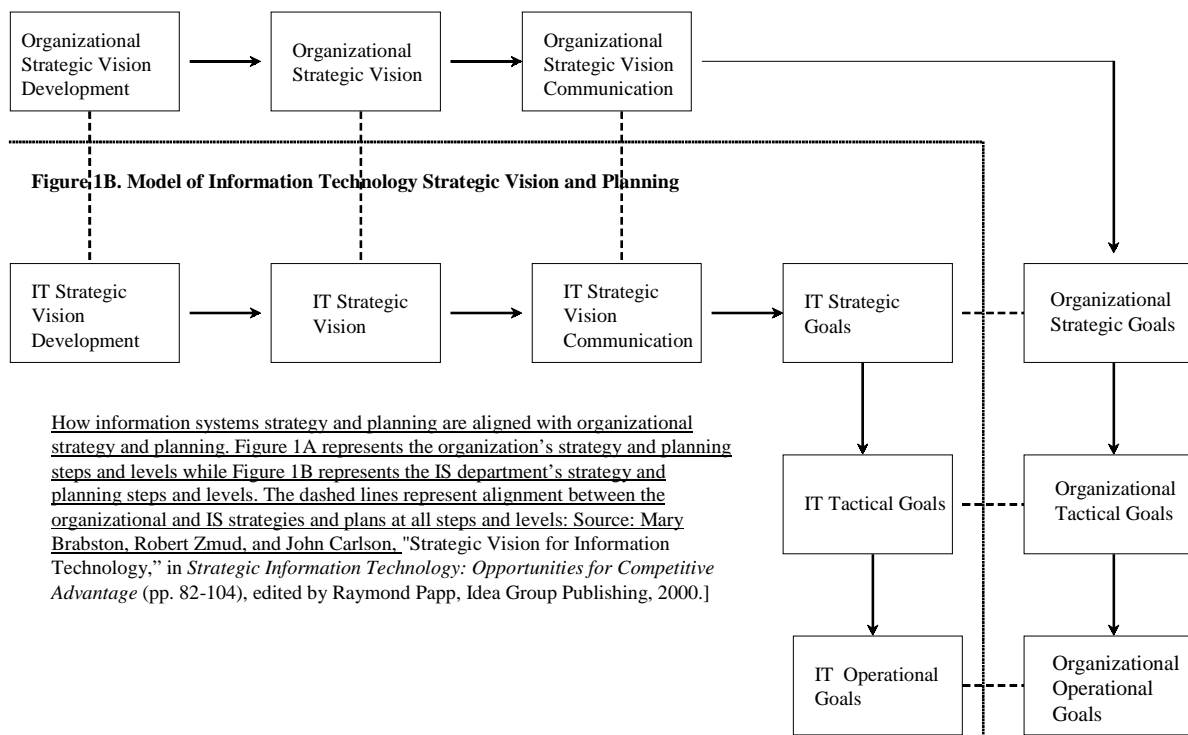 Organizational
Strategic Vision
Development
Organizational
Strategic Vision
Organizational
Strategic Vision
Communication
Figure 1B. Model of Information Technology Strategic Vision and Planning
IT Strategic
Vision
Development
IT Strategic
Vision
IT Strategic
Vision
Communication
IT Strategic
Goals
Organizational
Strategic Goals
How information systems strategy and planning are aligned with organizational
strategy and planning. Figure 1A represents the organization’s strategy and planning
steps and levels while Figure 1B represents the IS department’s strategy and
planning steps and levels. The dashed lines represent alignment between the
organizational and IS strategies and plans at all steps and levels: Source: Mary
Brabston, Robert Zmud, and John Carlson, "Strategic Vision for Information
Technology,” in Strategic Information Technology: Opportunities for Competitive
Advantage (pp. 82-104), edited by Raymond Papp, Idea Group Publishing, 2000.]
IT Tactical Goals
Organizational
Tactical Goals
IT Operational
Goals
Organizational
Operational
Goals